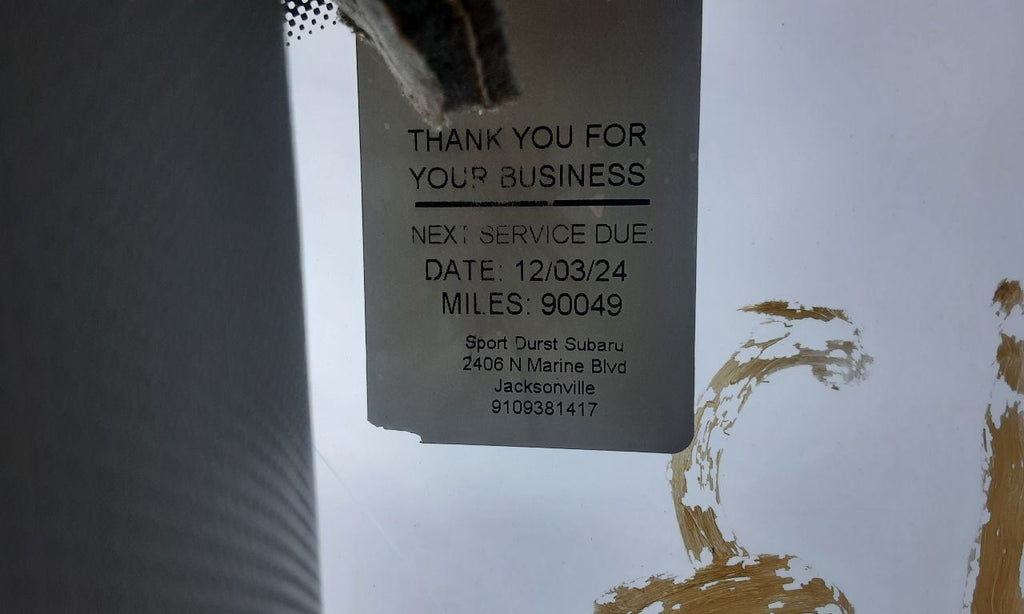 THANK YOU FOR
YOUR BUSINESS
NEXT SERVICE DUE:
DATE: 12/03/24
MILES: 90049
Sport Durst Subaru
2406 N Marine Blvd
Jacksonville
9109381417